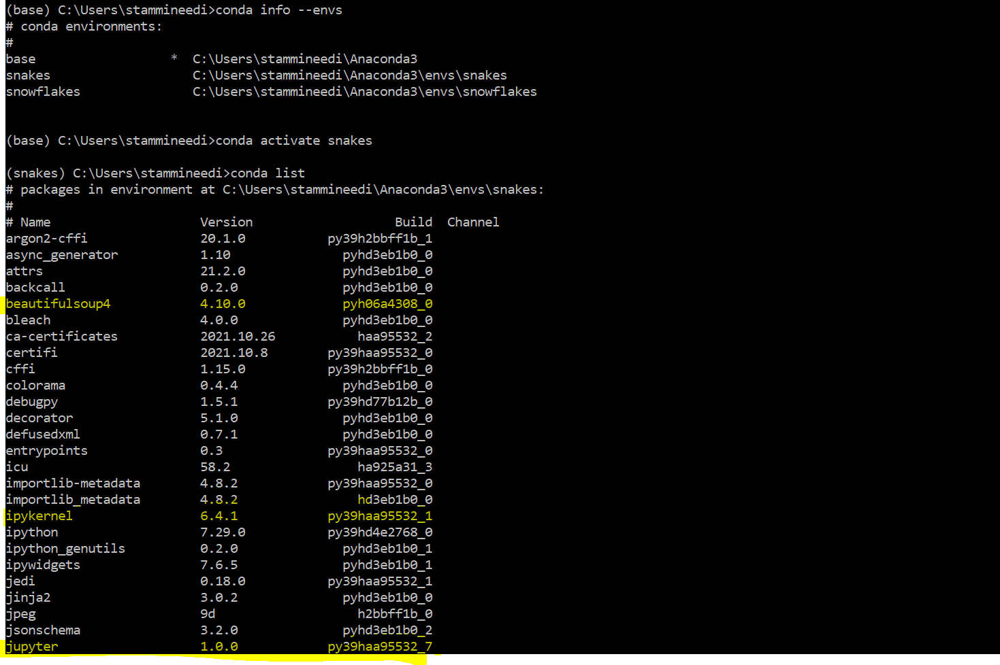 (base) C:\Users\stammineedi>conda info --envs
# conda environments:
#
base                  *  C:\Users\stammineedi\Anaconda3
snakes                   C:\Users\stammineedi\Anaconda3\envs\snakes
snowflakes               C:\Users\stammineedi\Anaconda3\envs\snowflakes
(base) C:\Users\stammineedi>conda activate snakes
(snakes) C:\Users\stammineedi>conda list
# packages in environment at C:\Users\stammineedi\Anaconda3\envs\snakes:
#
# Name                    Version                   Build  Channel
argon2-cffi               20.1.0           py39h2bbff1b_1
async_generator           1.10               pyhd3eb1b0_0
attrs                     21.2.0             pyhd3eb1b0_0
backcall                  0.2.0              pyhd3eb1b0_0
beautifulsoup4            4.10.0             pyh06a4308_0
bleach                    4.0.0              pyhd3eb1b0_0
ca-certificates           2021.10.26           haa95532_2
certifi                   2021.10.8        py39haa95532_0
cffi                      1.15.0           py39h2bbff1b_0
colorama                  0.4.4              pyhd3eb1b0_0
debugpy                   1.5.1            py39hd77b12b_0
decorator                 5.1.0              pyhd3eb1b0_0
defusedxml                0.7.1              pyhd3eb1b0_0
entrypoints               0.3              py39haa95532_0
icu                       58.2                 ha925a31_3
importlib-metadata        4.8.2            py39haa95532_0
importlib_metadata        4.8.2                hd3eb1b0_0
ipykernel                 6.4.1            py39haa95532_1
ipython                   7.29.0           py39hd4e2768_0
ipython_genutils          0.2.0              pyhd3eb1b0_1
ipywidgets                7.6.5              pyhd3eb1b0_1
jedi                      0.18.0           py39haa95532_1
jinja2                    3.0.2              pyhd3eb1b0_0
jpeg                      9d                   h2bbff1b_0
jsonschema                3.2.0              pyhd3eb1b0_2
jupyter                   1.0.0            py39haa95532_7